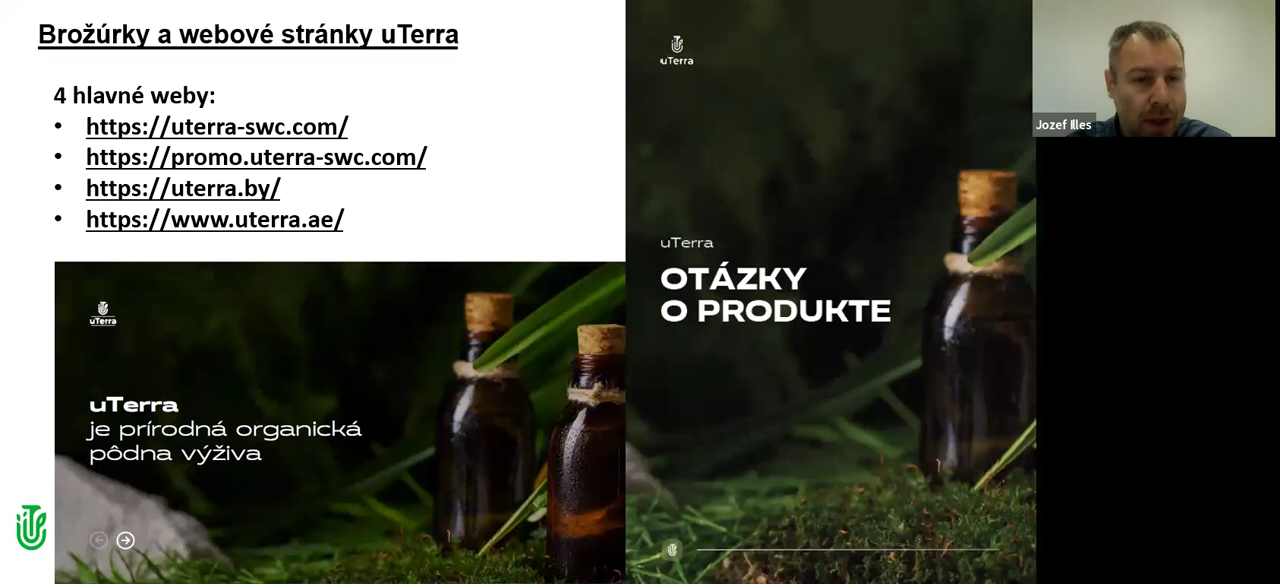 Brožúrky a webové stránky uTerra
4 hlavné weby:
• https://uterra-swc.com/
• https://promo.uterra-swc.com/
• https://uterra.by/
• https://www.uterra.ae/
uTerra
uTerra
je prírodná organická
pôdna výživa
uTerra
uTerra
OTÁZKY
O PRODUKTE
Jozef Illes